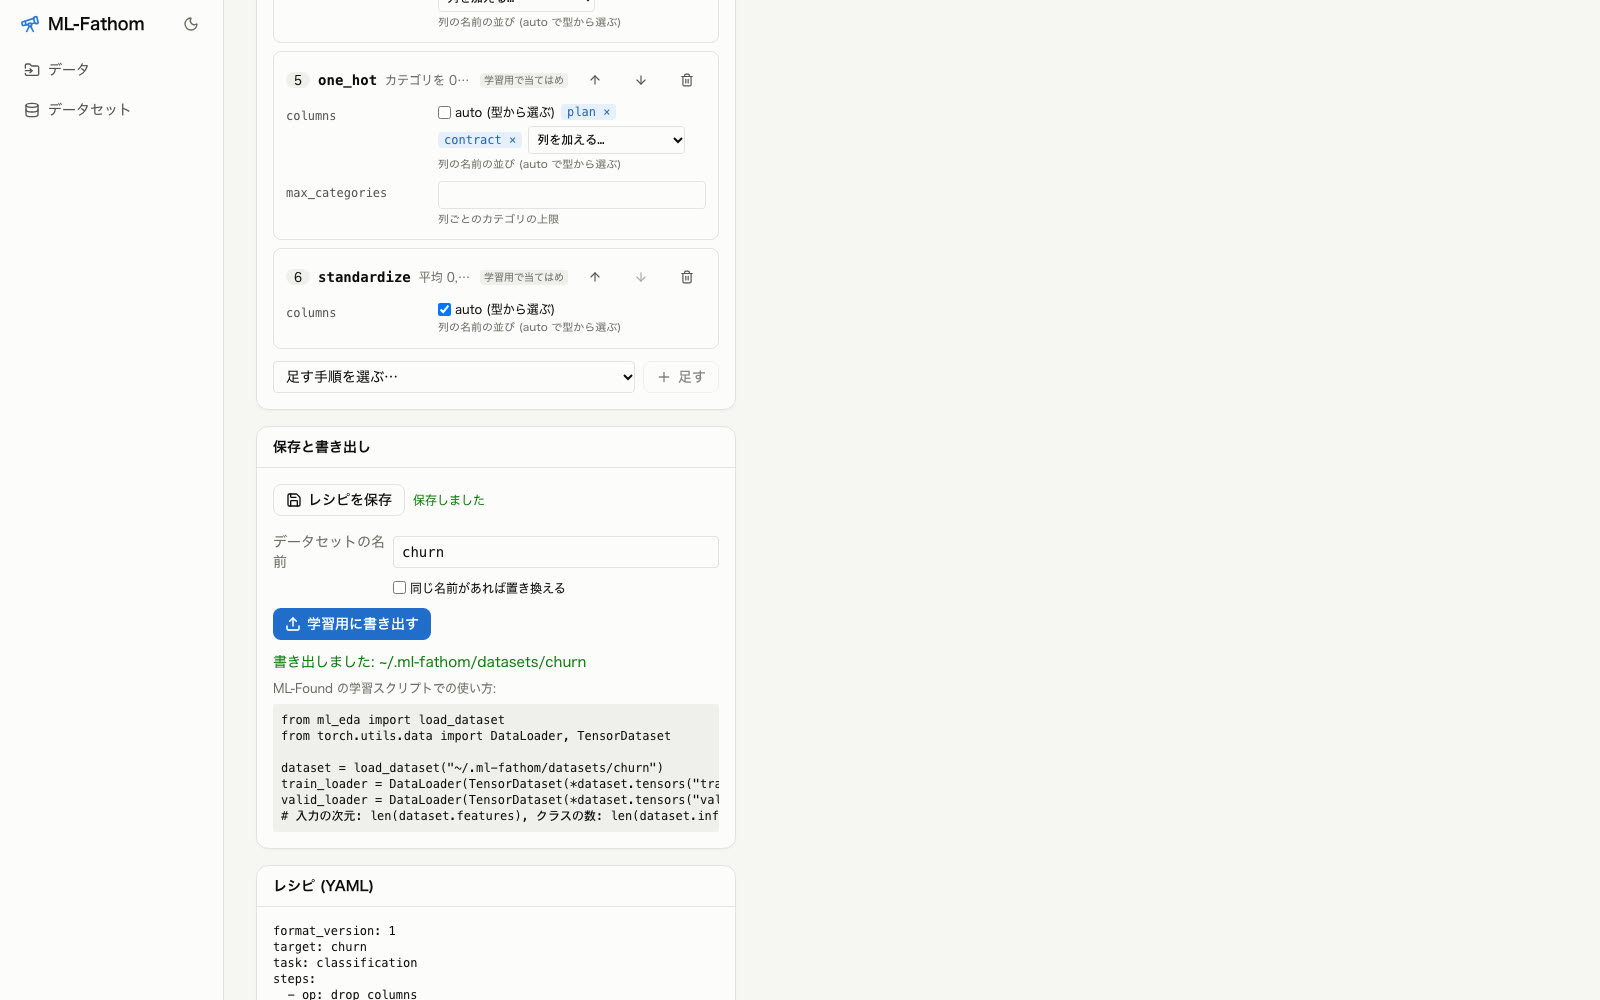 ML-Fathom
データ
データセット
列の名前の並び (auto で型から選ぶ)
5 one_hot カテゴリを 0… 学習用で当てはめ
columns
auto (型から選ぶ) plan ×
contract × 列を加える…
列の名前の並び (auto で型から選ぶ)
max_categories
列ごとのカテゴリの上限
6 standardize 平均 0,… 学習用で当てはめ
columns
auto (型から選ぶ)
列の名前の並び (auto で型から選ぶ)
足す手順を選ぶ…
足す
保存と書き出し
レシピを保存 保存しました
データセットの名前
churn
同じ名前があれば置き換える
学習用に書き出す
書き出しました: ~/.ml-fathom/datasets/churn
ML-Found の学習スクリプトでの使い方:
from ml_eda import load_dataset
from torch.utils.data import DataLoader, TensorDataset
dataset = load_dataset("~/.ml-fathom/datasets/churn")
train_loader = DataLoader(TensorDataset(*dataset.tensors("tra
valid_loader = DataLoader(TensorDataset(*dataset.tensors("val
# 入力の次元: len(dataset.features), クラスの数: len(dataset.inf
レシピ (YAML)
format_version: 1
target: churn
task: classification
steps:
- op: drop_columns